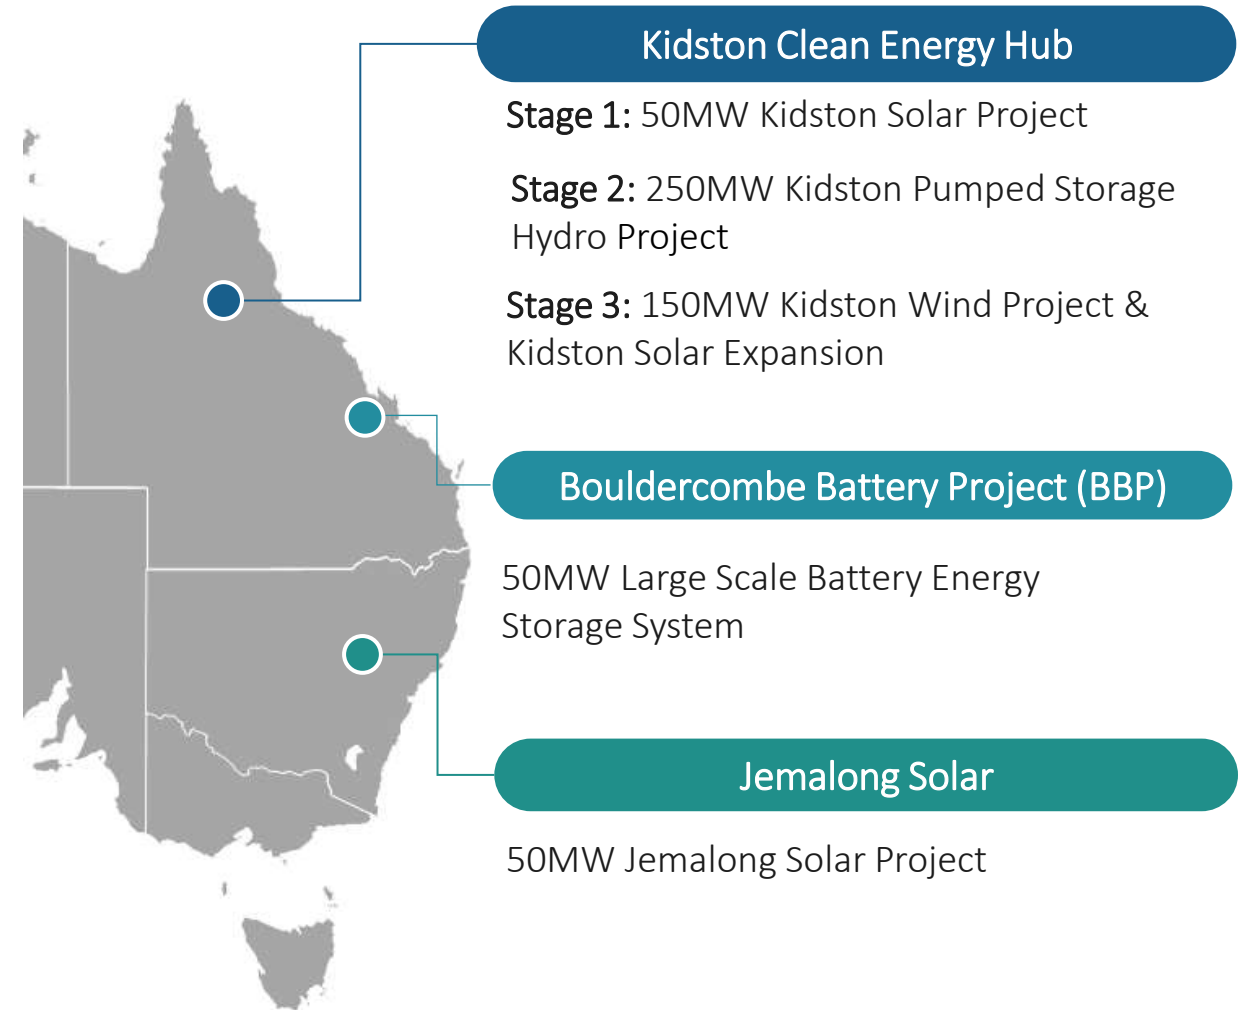 Kidston Clean Energy Hub
Stage 1: 50MW Kidston Solar Project
Stage 2: 250MW Kidston Pumped Storage
Hydro Project
Stage 3: 150MW Kidston Wind Project &
Kidston Solar Expansion
Bouldercombe Battery Project (BBP)
50MW Large Scale Battery Energy
Storage System
Jemalong Solar
50MW Jemalong Solar Project